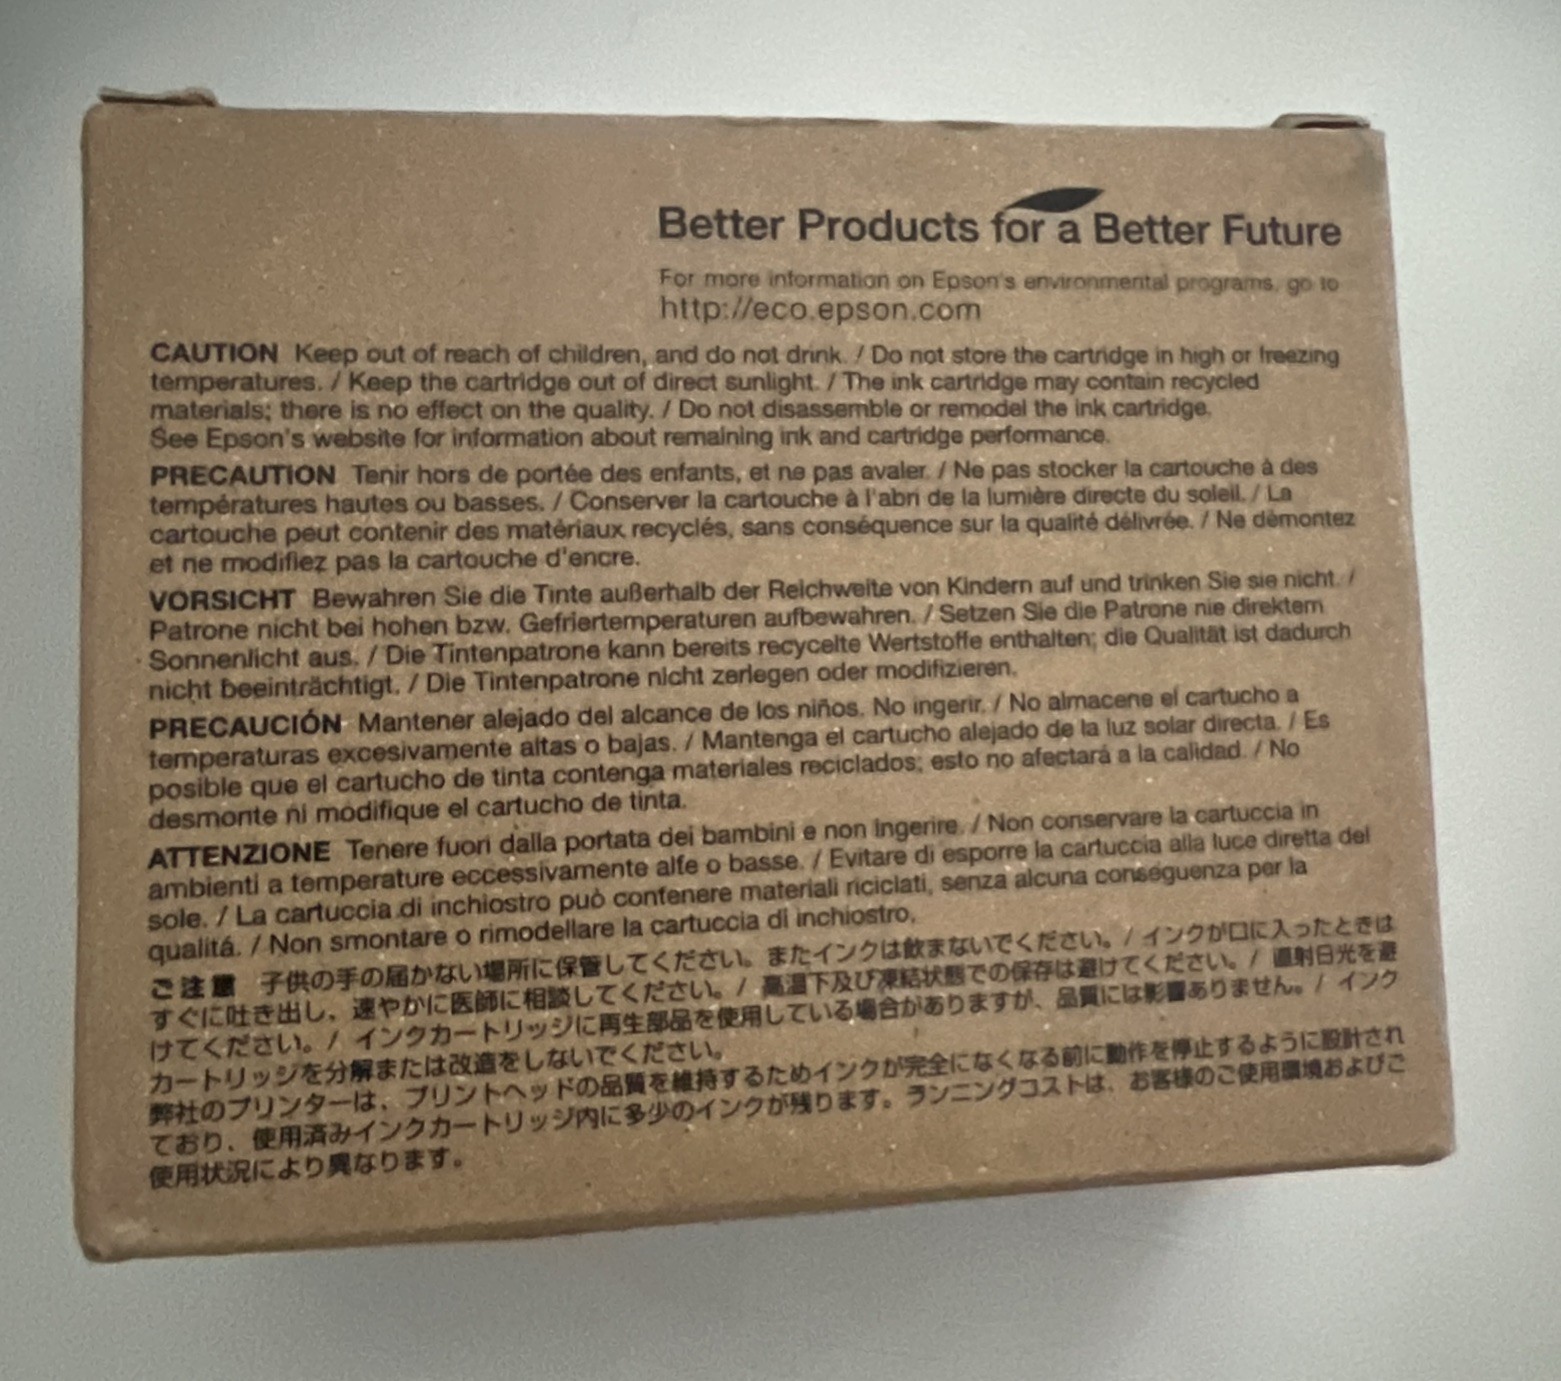 Better Products for a Better Future
For more information on Epson's environmental programs, go to
http://eco.epson.com
CAUTION Keep out of reach of children, and do not drink. / Do not store the cartridge in high or freezing
temperatures. / Keep the cartridge out of direct sunlight. / The ink cartridge may contain recycled
materials; there is no effect on the quality. / Do not disassemble or remodel the ink cartridge.
See Epson's website for information about remaining ink and cartridge performance.
PRECAUTION Tenir hors de portée des enfants, et ne pas avaler. / Ne pas stocker la cartouche à des
températures hautes ou basses. / Conserver la cartouche à l'abri de la lumière directe du soleil. / La
cartouche peut contenir des matériaux recyclés, sans conséquence sur la qualité délivrée. / Ne démontez
et ne modifiez pas la cartouche d'encre.
VORSICHT Bewahren Sie die Tinte außerhalb der Reichweite von Kindern auf und trinken Sie sie nicht. /
Patrone nicht bei hohen bzw. Gefriertemperaturen aufbewahren. / Setzen Sie die Patrone nie direktem
Sonnenlicht aus. / Die Tintenpatrone kann bereits recycelte Wertstoffe enthalten; die Qualität ist dadurch
nicht beeinträchtigt. / Die Tintenpatrone nicht zerlegen oder modifizieren.
PRECAUCIÓN Mantener alejado del alcance de los niños. No ingerir. / No almacene el cartucho a
temperaturas excesivamente altas o bajas. / Mantenga el cartucho alejado de la luz solar directa. / Es
posible que el cartucho de tinta contenga materiales reciclados; esto no afectará a la calidad. / No
desmonte ni modifique el cartucho de tinta.
ATTENZIONE Tenere fuori dalla portata dei bambini e non ingerire. / Non conservare la cartuccia in
ambienti a temperature eccessivamente alte o basse. / Evitare di esporre la cartuccia alla luce diretta del
sole. / La cartuccia di inchiostro può contenere materiali riciclati, senza alcuna conseguenza per la
qualitá. / Non smontare o rimodellare la cartuccia di inchiostro.
ご注意 子供の手の届かない場所に保管してください。またインクは飲まないでください。/ インクが口に入ったときは
すぐに吐き出し、速やかに医師に相談してください。/ 高温下及び凍結状態での保存は避けてください。/ 直射日光を避
けてください。/ インクカートリッジに再生部品を使用している場合がありますが、品質には影響ありません。/ インク
カートリッジを分解または改造をしないでください。
弊社のプリンターは、プリントヘッドの品質を維持するためインクが完全になくなる前に動作を停止するように設計され
ており、使用済みインクカートリッジ内に多少のインクが残ります。ランニングコストは、お客様のご使用環境およびご
使用状況により異なります。